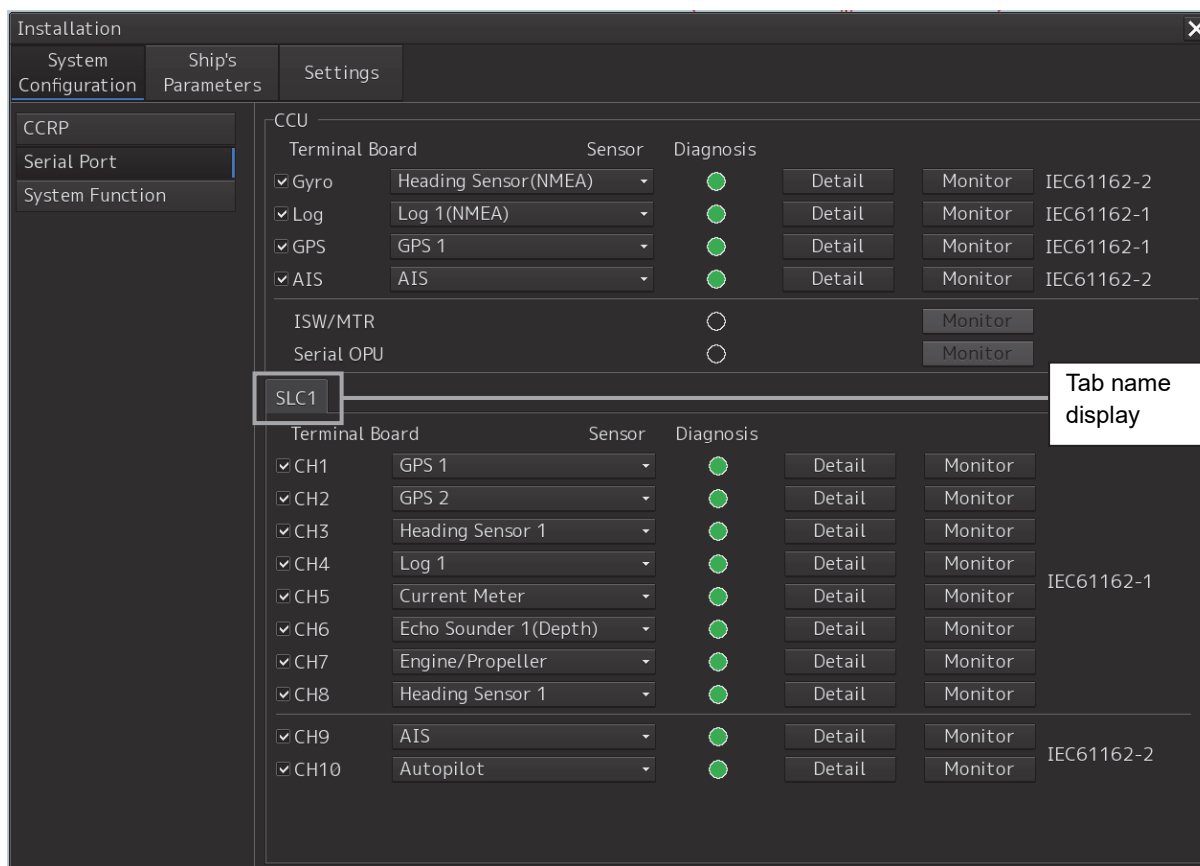 Installation
System Configuration
Ship's Parameters
Settings
CCRP
Serial Port
System Function
CCU
Terminal Board Sensor Diagnosis
Gyro Heading Sensor(NMEA) Detail Monitor IEC61162-2
Log Log 1(NMEA) Detail Monitor IEC61162-1
GPS GPS 1 Detail Monitor IEC61162-1
AIS AIS Detail Monitor IEC61162-2
ISW/MTR Monitor
Serial OPU Monitor
SLC1
Tab name
display
Terminal Board Sensor Diagnosis
CH1 GPS 1 Detail Monitor
CH2 GPS 2 Detail Monitor
CH3 Heading Sensor 1 Detail Monitor
CH4 Log 1 Detail Monitor
IEC61162-1
CH5 Current Meter Detail Monitor
CH6 Echo Sounder 1(Depth) Detail Monitor
CH7 Engine/Propeller Detail Monitor
CH8 Heading Sensor 1 Detail Monitor
CH9 AIS Detail Monitor
IEC61162-2
CH10 Autopilot Detail Monitor